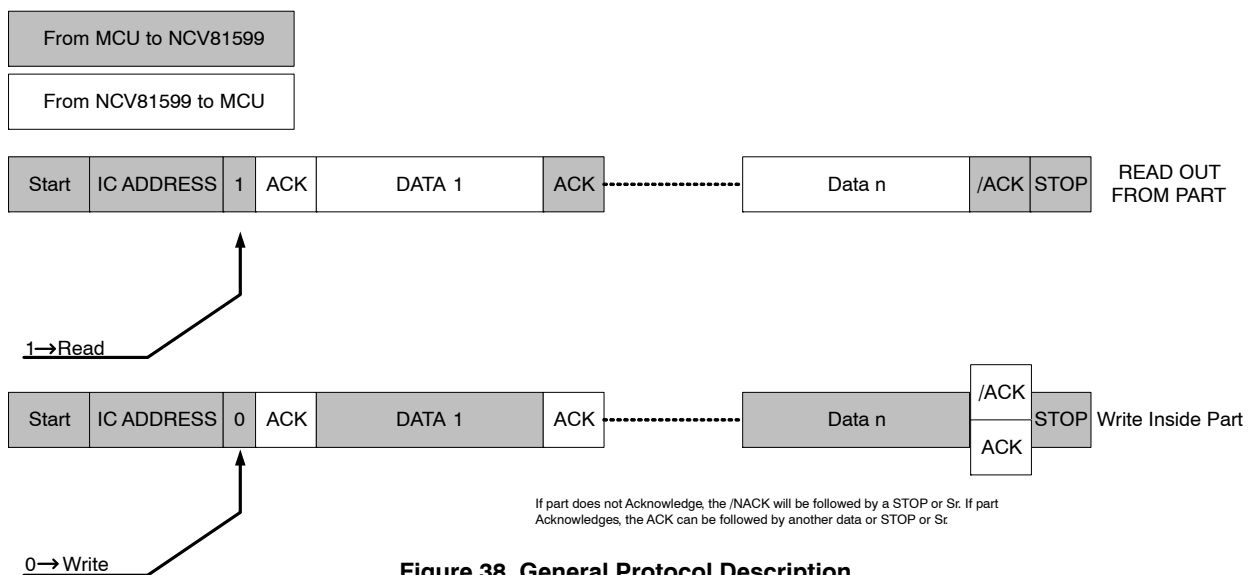 From MCU to NCV81599
From NCV81599 to MCU
Start IC ADDRESS 1 ACK DATA 1 ACK Data n /ACK STOP READ OUT
FROM PART
1→Read
Start IC ADDRESS 0 ACK DATA 1 ACK Data n /ACK STOP Write Inside Part
ACK
If part does not Acknowledge, the /NACK will be followed by a STOP or Sr. If part
Acknowledges, the ACK can be followed by another data or STOP or Sr.
0→Write
Figure 38. General Protocol Description